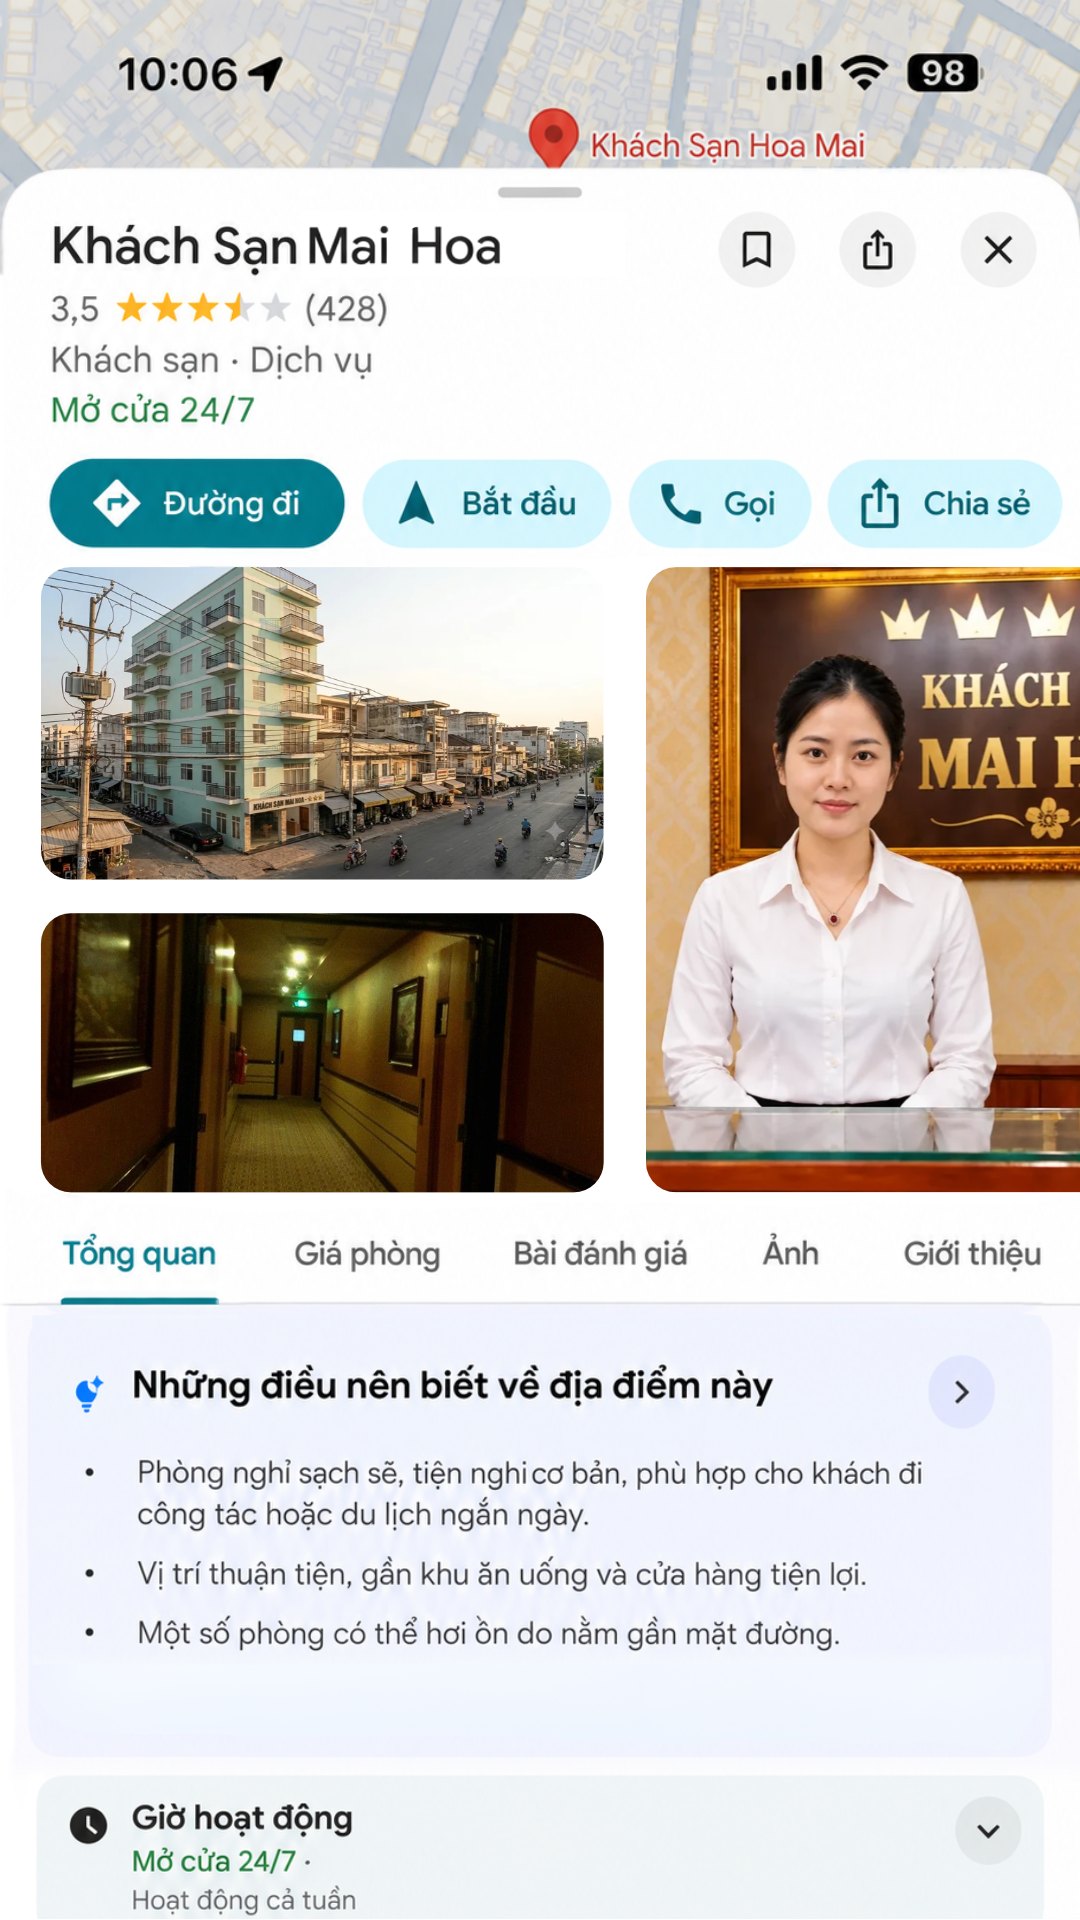 10:06
98
Khách Sạn Hoa Mai
Khách Sạn Mai Hoa
3,5 (428)
Khách sạn · Dịch vụ
Mở cửa 24/7
Đường đi
Bắt đầu
Gọi
Chia sẻ
KHÁCH SẠN MAI HOA
KHÁCH
MAI H
Tổng quan
Giá phòng
Bài đánh giá
Ảnh
Giới thiệu
Những điều nên biết về địa điểm này
• Phòng nghỉ sạch sẽ, tiện nghi cơ bản, phù hợp cho khách đi
công tác hoặc du lịch ngắn ngày.
• Vị trí thuận tiện, gần khu ăn uống và cửa hàng tiện lợi.
• Một số phòng có thể hơi ồn do nằm gần mặt đường.
Giờ hoạt động
Mở cửa 24/7 ·
Hoạt động cả tuần